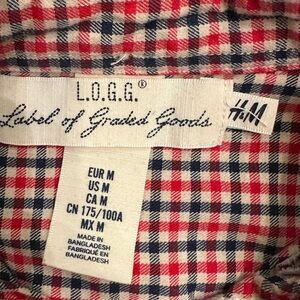 L.O.G.G.®
Label of Graded Goods
H&M
EUR M
US M
CA M
CN 175/100A
MX M
MADE IN
BANGLADESH
FABRIQUÉ EN
BANGLADESH